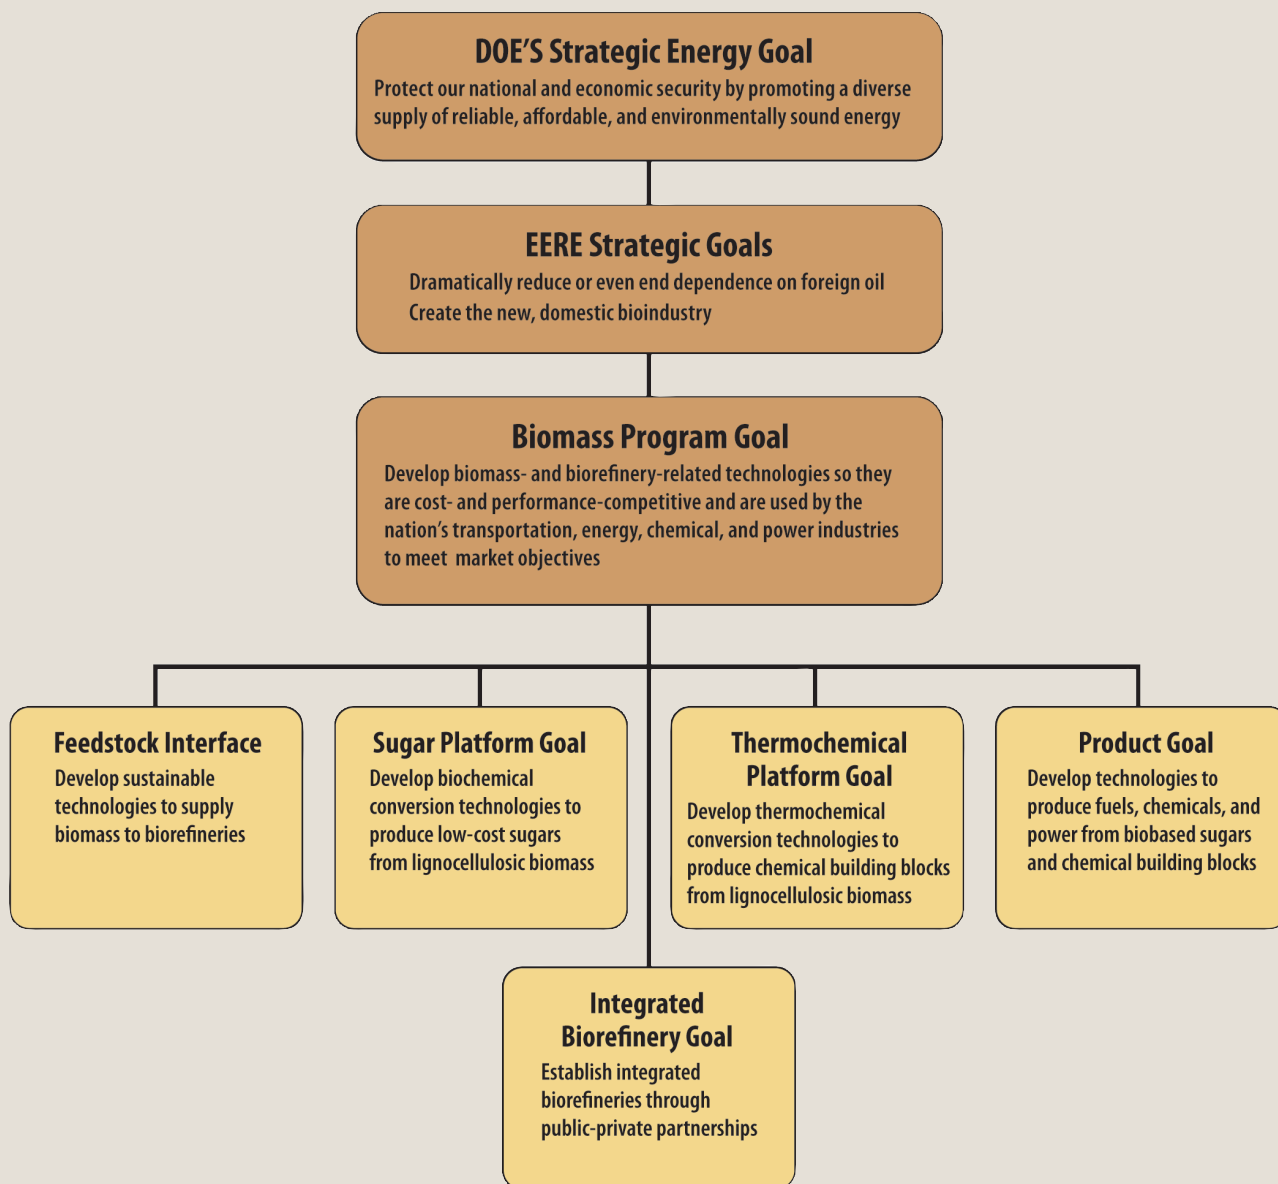 DOE'S Strategic Energy Goal
Protect our national and economic security by promoting a diverse
supply of reliable, affordable, and environmentally sound energy
EERE Strategic Goals
Dramatically reduce or even end dependence on foreign oil
Create the new, domestic bioindustry
Biomass Program Goal
Develop biomass- and biorefinery-related technologies so they
are cost- and performance-competitive and are used by the
nation's transportation, energy, chemical, and power industries
to meet market objectives
Feedstock Interface
Develop sustainable
technologies to supply
biomass to biorefineries
Sugar Platform Goal
Develop biochemical
conversion technologies to
produce low-cost sugars
from lignocellulosic biomass
Thermochemical
Platform Goal
Develop thermochemical
conversion technologies to
produce chemical building blocks
from lignocellulosic biomass
Product Goal
Develop technologies to
produce fuels, chemicals, and
power from biobased sugars
and chemical building blocks
Integrated
Biorefinery Goal
Establish integrated
biorefineries through
public-private partnerships